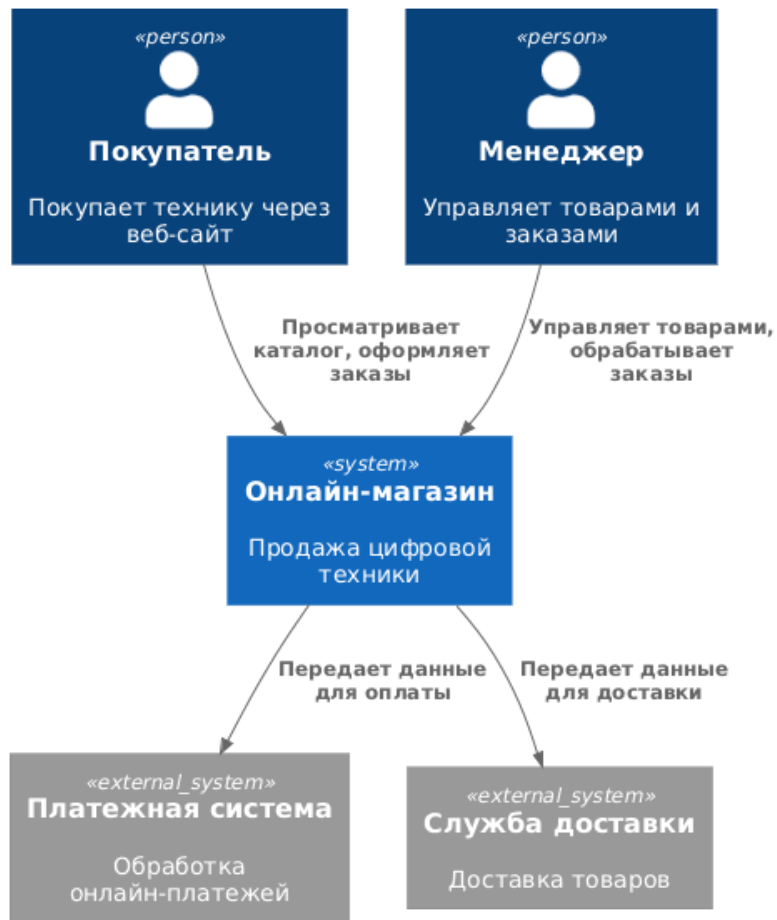 «person»
Покупатель
Покупает технику через
веб-сайт
«person»
Менеджер
Управляет товарами и
заказами
Просматривает
каталог, оформляет
заказы
Управляет товарами,
обрабатывает
заказы
«system»
Онлайн-магазин
Продажа цифровой
техники
Передает данные
для оплаты
Передает данные
для доставки
«external_system»
Платежная система
Обработка
онлайн-платежей
«external_system»
Служба доставки
Доставка товаров